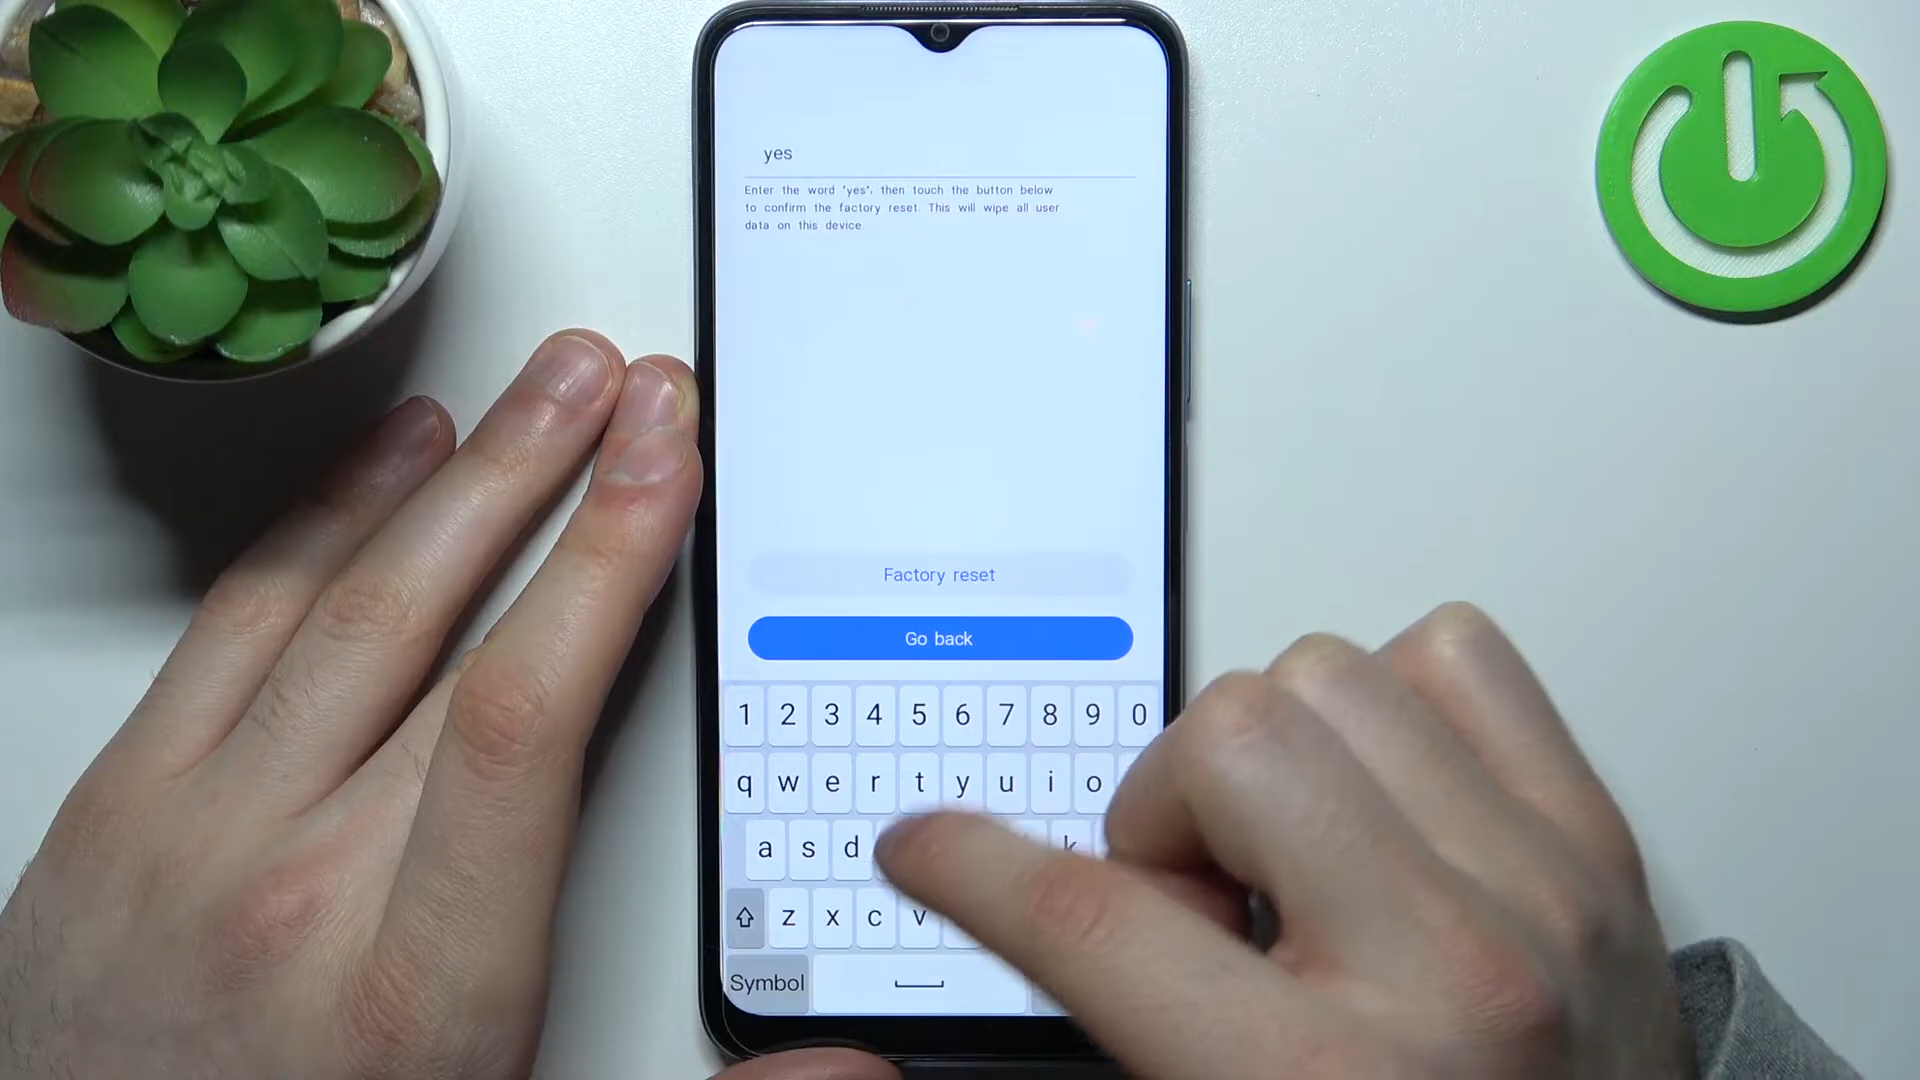 yes
Enter the word "yes", then touch the button below
to confirm the factory reset. This will wipe all user
data on this device.
Factory reset
Go back
1 2 3 4 5 6 7 8 9 0
q w e r t y u i o
a s d k
z x c v
Symbol